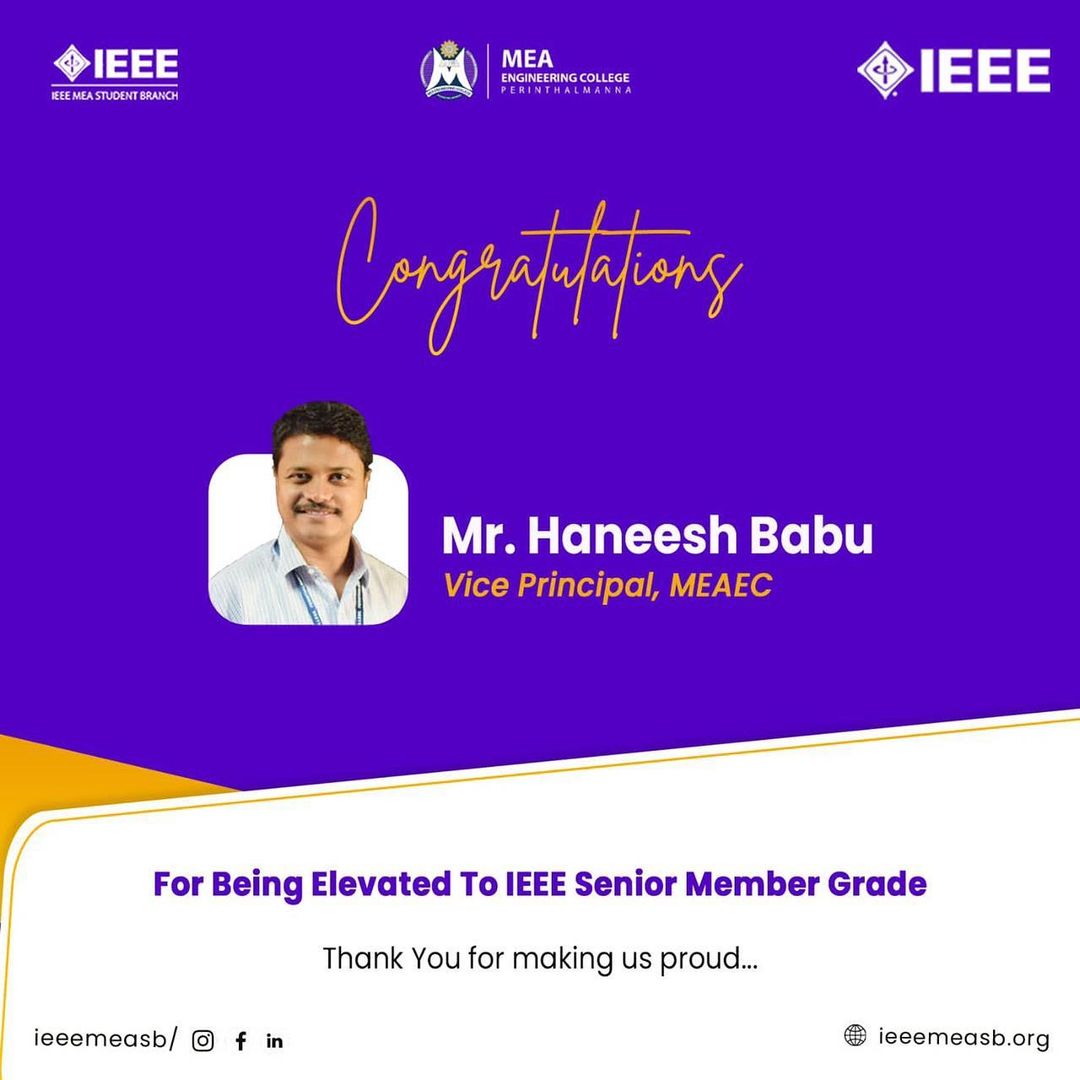 IEEE
IEEE MEA STUDENT BRANCH
MEA
ENGINEERING COLLEGE
PERINTHALMANNA
IEEE
Congratulations
Mr. Haneesh Babu
Vice Principal, MEAEC
For Being Elevated To IEEE Senior Member Grade
Thank You for making us proud...
ieeemeasb/
ieeemeasb.org